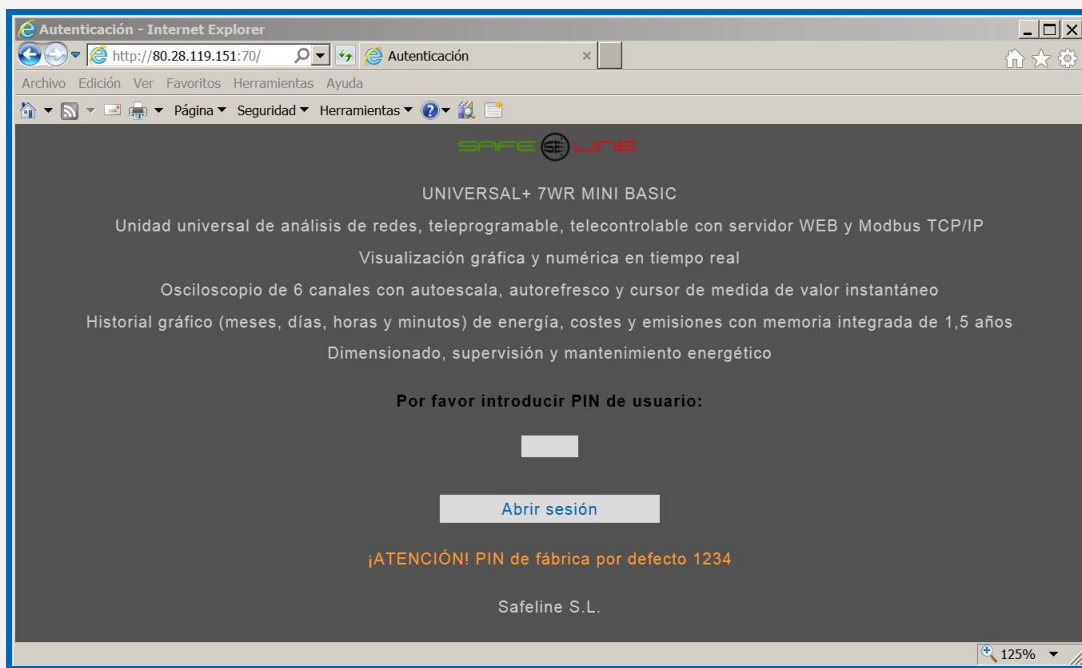 Autenticación - Internet Explorer
http://80.28.119.151:70/
Autenticación
Archivo Edición Ver Favoritos Herramientas Ayuda
Página Seguridad Herramientas
SAFE LINE
UNIVERSAL+ 7WR MINI BASIC
Unidad universal de análisis de redes, teleprogramable, telecontrolable con servidor WEB y Modbus TCP/IP
Visualización gráfica y numérica en tiempo real
Osciloscopio de 6 canales con autoescala, autorefresco y cursor de medida de valor instantáneo
Historial gráfico (meses, días, horas y minutos) de energía, costes y emisiones con memoria integrada de 1,5 años
Dimensionado, supervisión y mantenimiento energético
Por favor introducir PIN de usuario:
Abrir sesión
¡ATENCIÓN! PIN de fábrica por defecto 1234
Safeline S.L.
125%